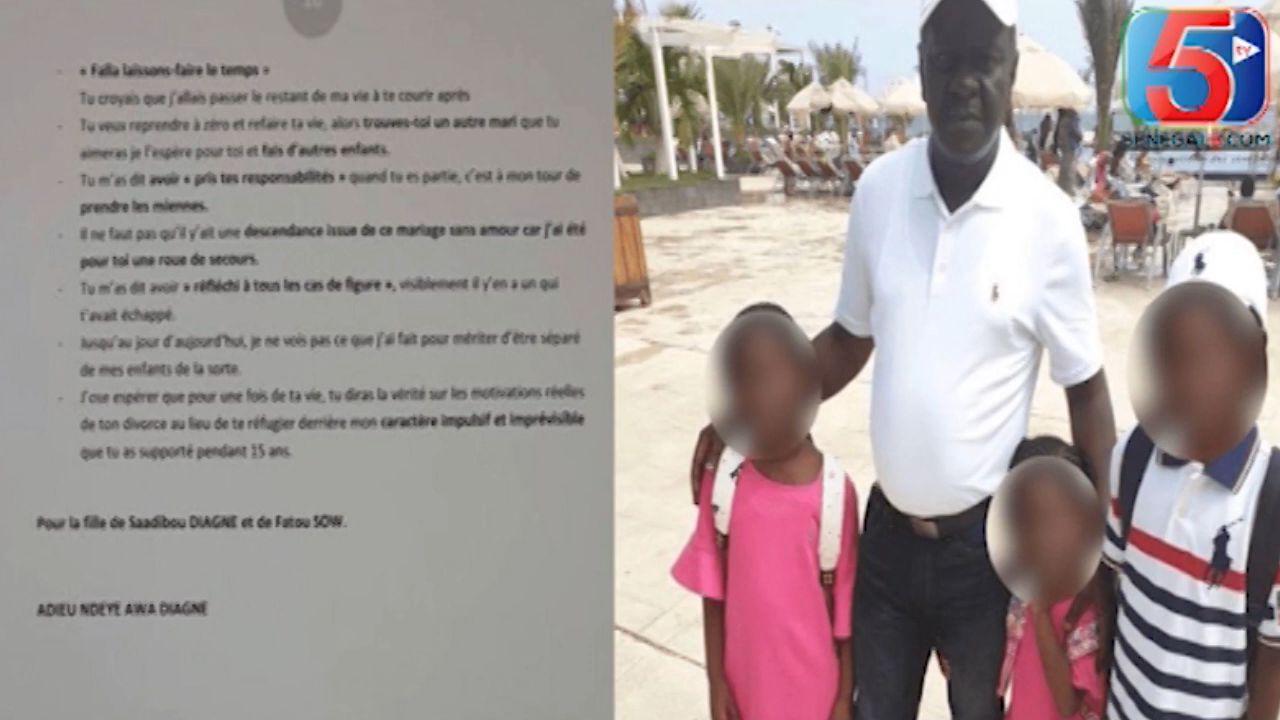 10
- « Falla laissons-faire le temps »
Tu croyais que j'allais passer le restant de ma vie à te courir après
- Tu veux reprendre à zéro et refaire ta vie, alors trouves-toi un autre mari que tu
aimeras je l'espère pour toi et fais d'autres enfants.
- Tu m'as dit avoir « pris tes responsabilités » quand tu es partie, c'est à mon tour de
prendre les miennes.
- Il ne faut pas qu'il y'ait une descendance issue de ce mariage sans amour car j'ai été
pour toi une roue de secours.
- Tu m'as dit avoir « réfléchi à tous les cas de figure », visiblement il y'en a un qui
t'avait échappé.
- Jusqu'au jour d'aujourd'hui, je ne vois pas ce que j'ai fait pour mériter d'être séparé
de mes enfants de la sorte.
- J'ose espérer que pour une fois de ta vie, tu diras la vérité sur les motivations réelles
de ton divorce au lieu de te réfugier derrière mon caractère impulsif et imprévisible
que tu as supporté pendant 15 ans.
Pour la fille de Saadibou DIAGNE et de Fatou SOW.
ADIEU NDEYE AWA DIAGNE
5
tv